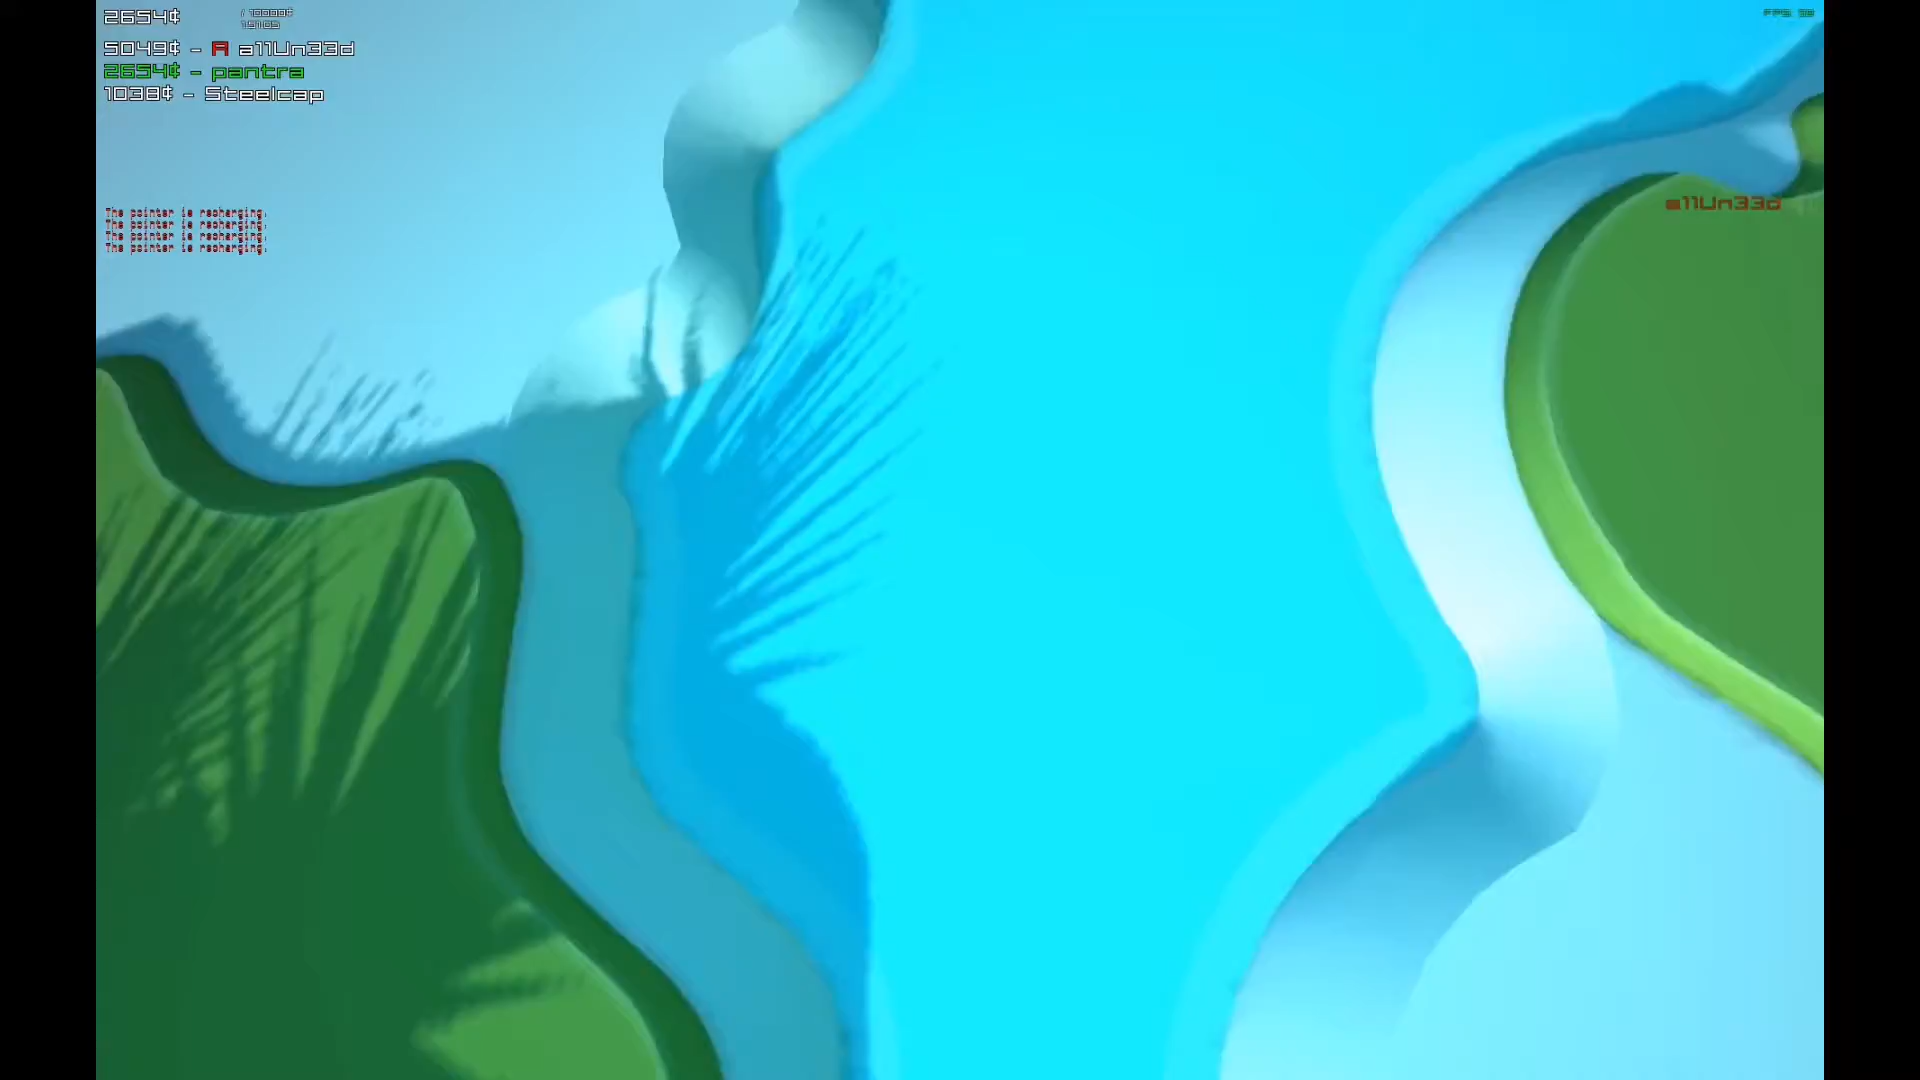 2654¢ / 10000¢
5049¢ - A a11Un33d
2654¢ - pantra
1038¢ - Steelcap
The pointer is recharging.
The pointer is recharging.
The pointer is recharging.
The pointer is recharging.
a11Un33d